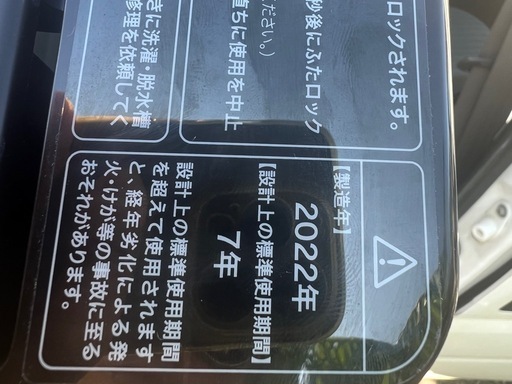 ロックされます。
秒後にふたロック
ださい。）
直ちに使用を中止
きに洗濯・脱水槽
修理を依頼してく
【製造年】
2022年
【設計上の標準使用期間】
7年
設計上の標準使用期間
を超えて使用されます
と、経年劣化による発
火・けが等の事故に至る
おそれがあります。